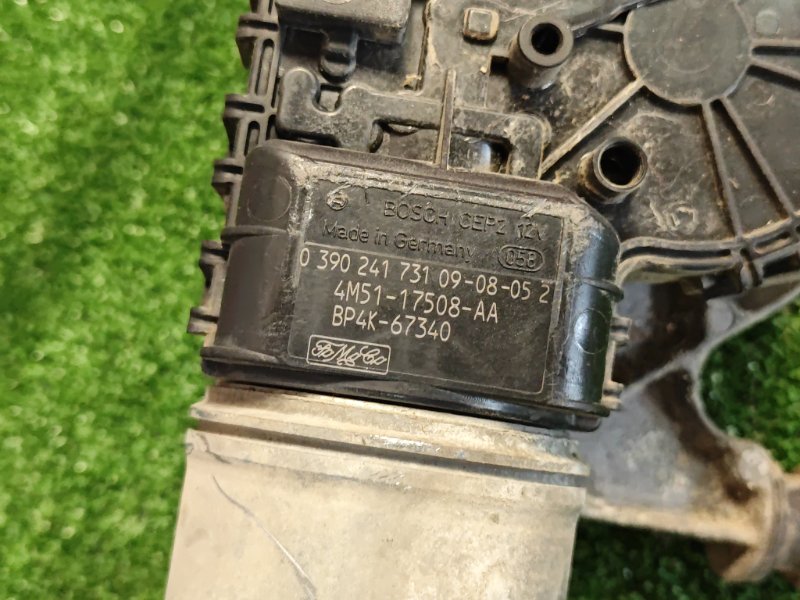 BOSCH CEP2 12V
Made in Germany 058
0 390 241 731 09-08-05 2
4M51-17508-AA
BP4K-67340
FoMoCo